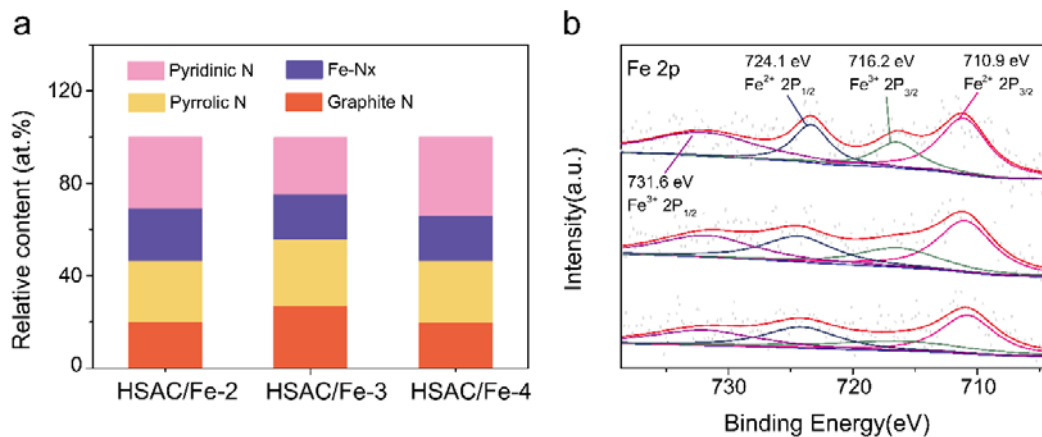 a
Relative content (at.%)
120
80
40
0
Pyridinic N
Fe-Nx
Pyrrolic N
Graphite N
HSAC/Fe-2
HSAC/Fe-3
HSAC/Fe-4
b
Intensity(a.u.)
Fe 2p
724.1 eV
Fe²⁺ 2P₁/₂
716.2 eV
Fe³⁺ 2P₃/₂
710.9 eV
Fe²⁺ 2P₃/₂
731.6 eV
Fe³⁺ 2P₁/₂
730
720
710
Binding Energy(eV)